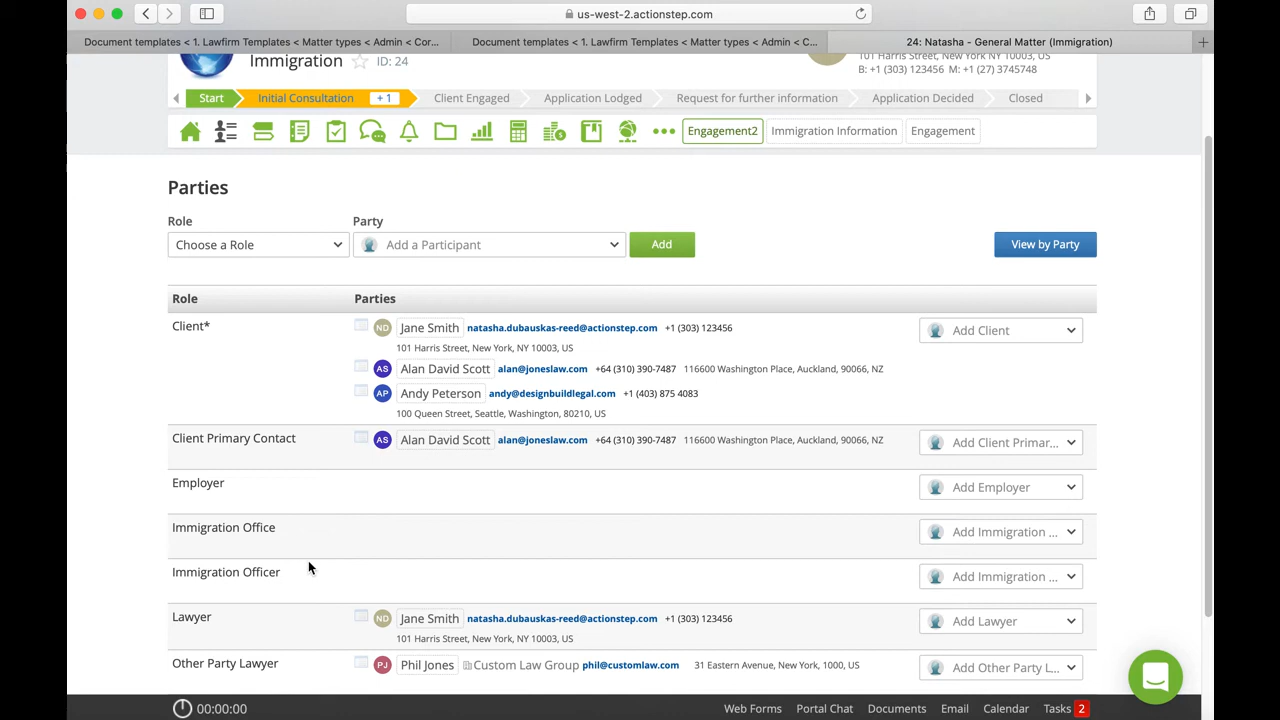 us-west-2.actionstep.com
Document templates < 1. Lawfirm Templates < Matter types < Admin < Cor...
Document templates < 1. Lawfirm Templates < Matter types < Admin < C...
24: Natasha - General Matter (Immigration)
Immigration ID: 24
101 Harris Street, New York NY 10003, US
B: +1 (303) 123456 M: +1 (27) 3745748
Start Initial Consultation + 1 Client Engaged Application Lodged Request for further information Application Decided Closed
Engagement2 Immigration Information Engagement
Parties
Role Party
Choose a Role Add a Participant Add View by Party
Role Parties
Client* ND Jane Smith natasha.dubauskas-reed@actionstep.com +1 (303) 123456 Add Client
101 Harris Street, New York, NY 10003, US
AS Alan David Scott alan@joneslaw.com +64 (310) 390-7487 116600 Washington Place, Auckland, 90066, NZ
AP Andy Peterson andy@designbuildlegal.com +1 (403) 875 4083
100 Queen Street, Seattle, Washington, 80210, US
Client Primary Contact AS Alan David Scott alan@joneslaw.com +64 (310) 390-7487 116600 Washington Place, Auckland, 90066, NZ Add Client Primar...
Employer Add Employer
Immigration Office Add Immigration ...
Immigration Officer Add Immigration ...
Lawyer ND Jane Smith natasha.dubauskas-reed@actionstep.com +1 (303) 123456 Add Lawyer
101 Harris Street, New York, NY 10003, US
Other Party Lawyer PJ Phil Jones Custom Law Group phil@customlaw.com 31 Eastern Avenue, New York, 1000, US Add Other Party L...
00:00:00 Web Forms Portal Chat Documents Email Calendar Tasks 2